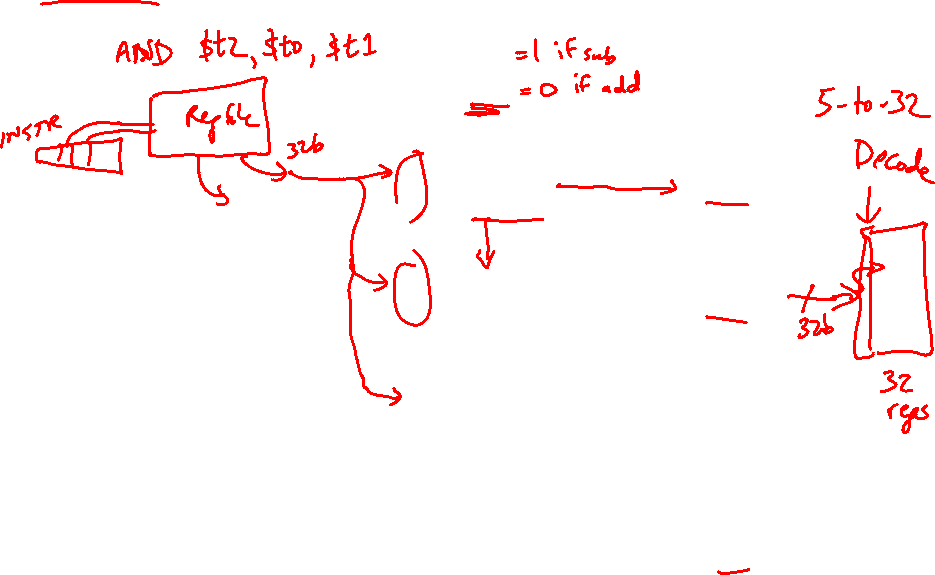 AND $t2, $t0, $t1
=1 if sub
=0 if add
5-to-32
Decode
INSTR
Regfile
32b
32b
32
regs